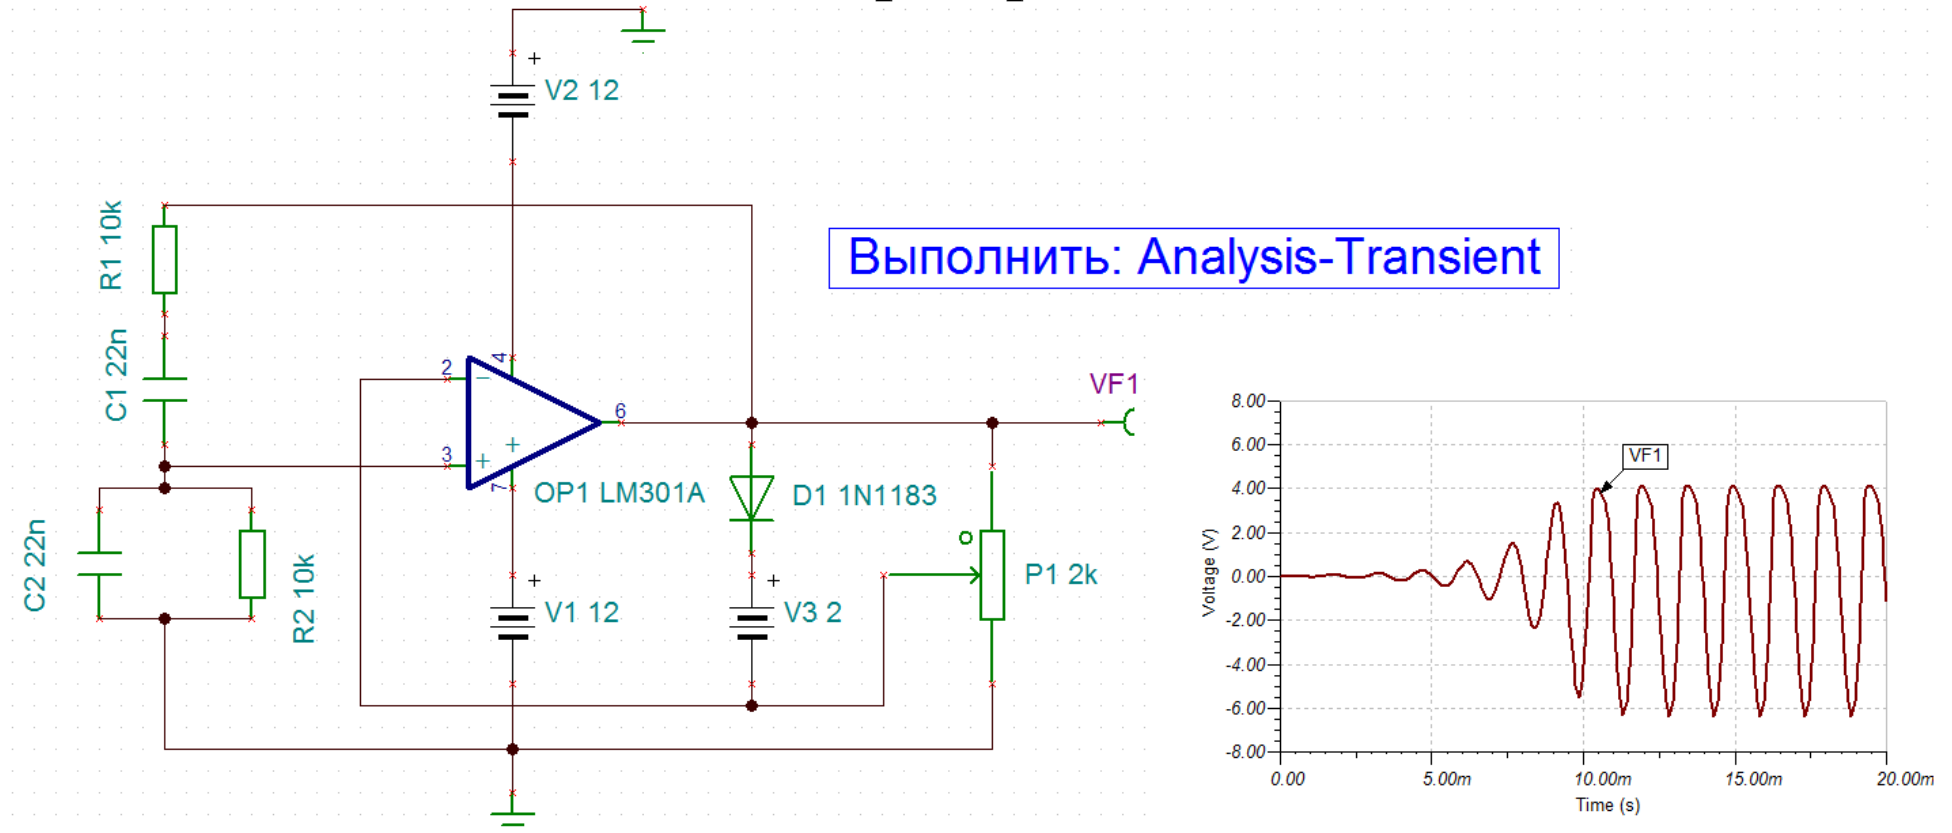 V2 12
R1 10k
Выполнить: Analysis-Transient
C1 22n
2
4
6
3
7
OP1 LM301A
D1 1N1183
VF1
C2 22n
R2 10k
V1 12
V3 2
P1 2k
8.00
6.00
4.00
2.00
0.00
-2.00
-4.00
-6.00
-8.00
Voltage (V)
VF1
0.00
5.00m
10.00m
15.00m
20.00m
Time (s)